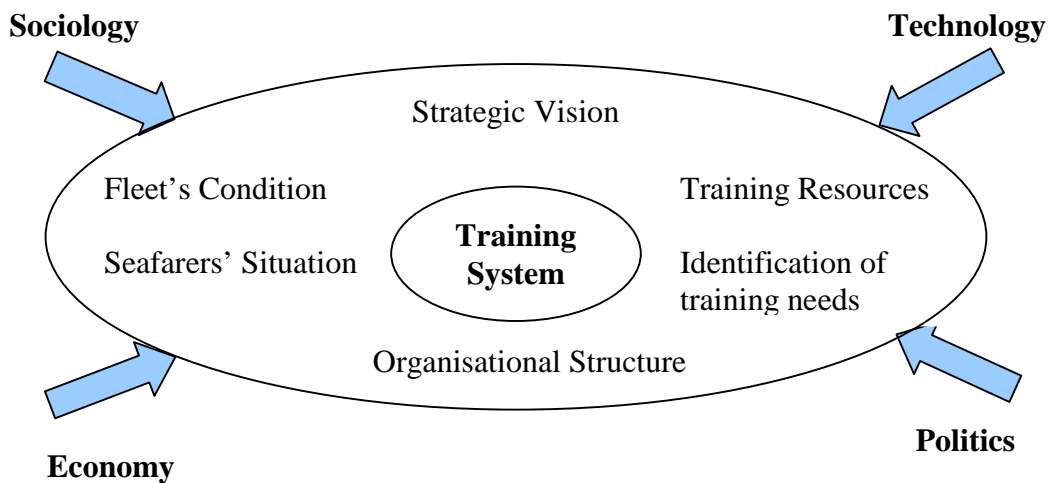 Sociology
Technology
Strategic Vision
Fleet's Condition
Training Resources
Training
System
Seafarers' Situation
Identification of
training needs
Organisational Structure
Politics
Economy